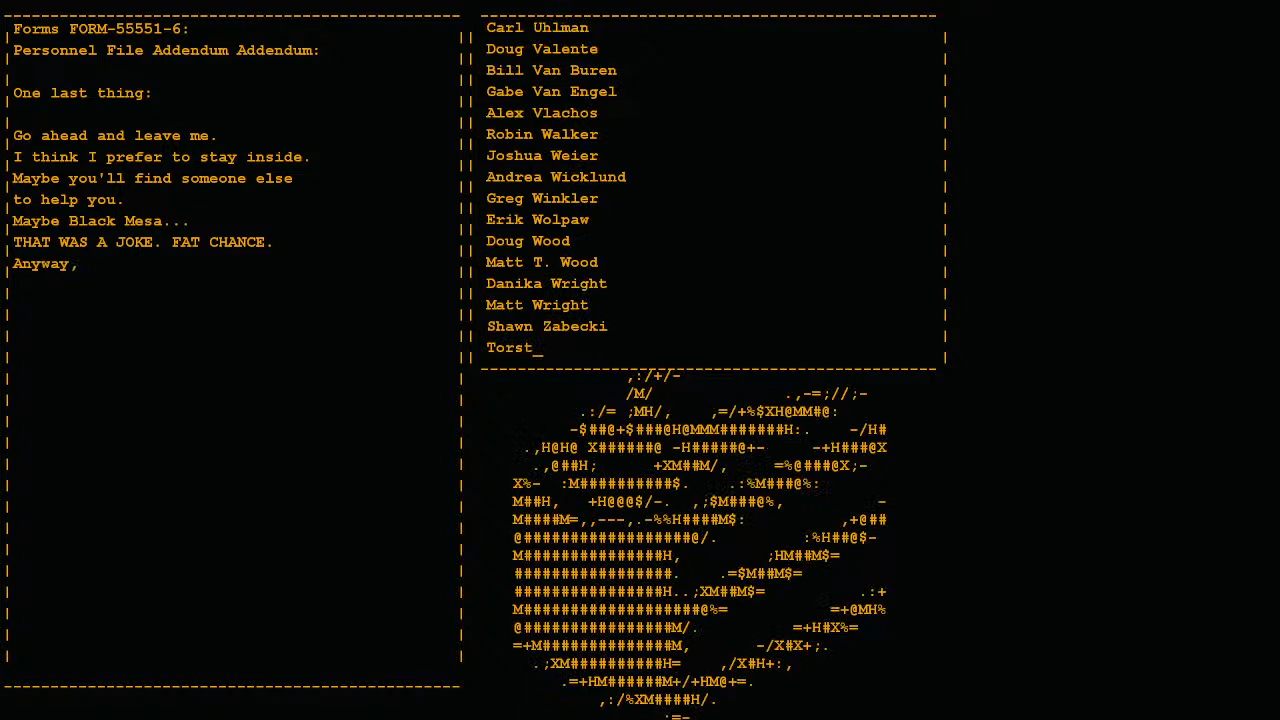 Forms FORM-55551-6:
Personnel File Addendum Addendum:
One last thing:
Go ahead and leave me.
I think I prefer to stay inside.
Maybe you'll find someone else
to help you.
Maybe Black Mesa...
THAT WAS A JOKE. FAT CHANCE.
Anyway,
Carl Uhlman
Doug Valente
Bill Van Buren
Gabe Van Engel
Alex Vlachos
Robin Walker
Joshua Weier
Andrea Wicklund
Greg Winkler
Erik Wolpaw
Doug Wood
Matt T. Wood
Danika Wright
Matt Wright
Shawn Zabecki
Torst_